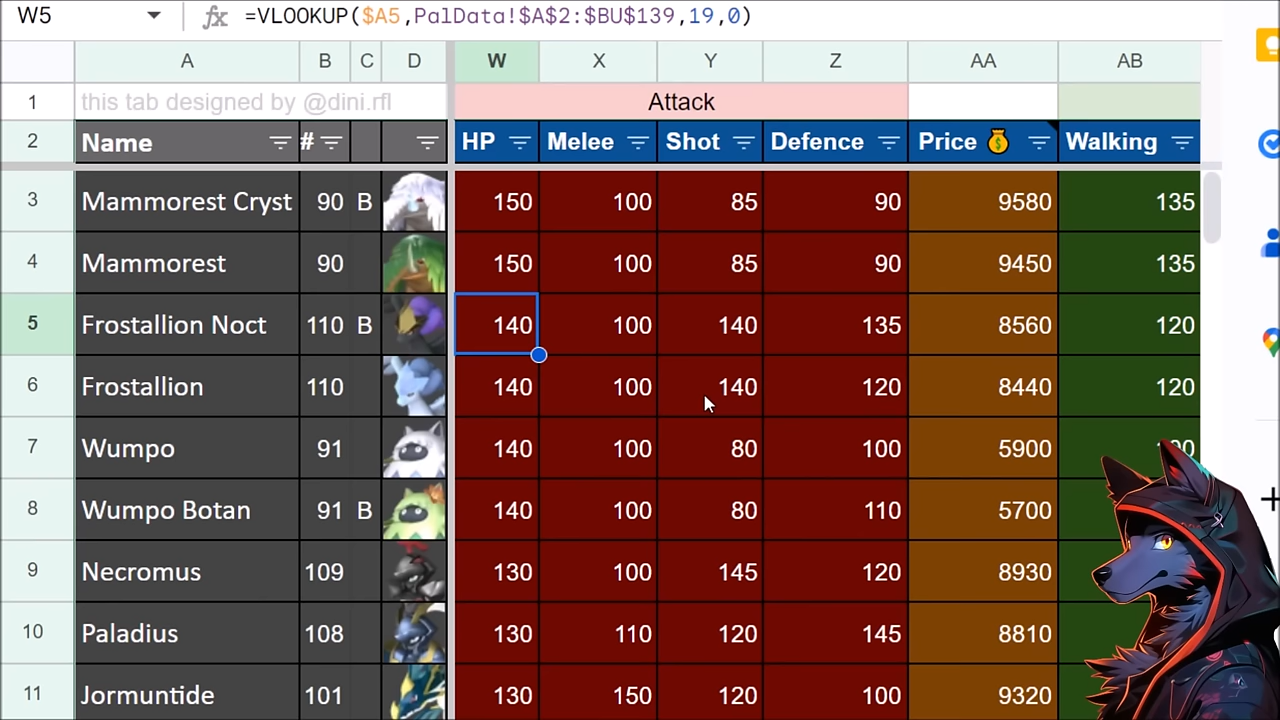 W5 fx =VLOOKUP($A5,PalData!$A$2:$BU$139,19,0)
A B C D W X Y Z AA AB
1 this tab designed by @dini.rfl Attack
2 Name # HP Melee Shot Defence Price 💰 Walking
3 Mammorest Cryst 90 B 150 100 85 90 9580 135
4 Mammorest 90 150 100 85 90 9450 135
5 Frostallion Noct 110 B 140 100 140 135 8560 120
6 Frostallion 110 140 100 140 120 8440 120
7 Wumpo 91 140 100 80 100 5900
8 Wumpo Botan 91 B 140 100 80 110 5700
9 Necromus 109 130 100 145 120 8930
10 Paladius 108 130 110 120 145 8810
11 Jormuntide 101 130 150 120 100 9320